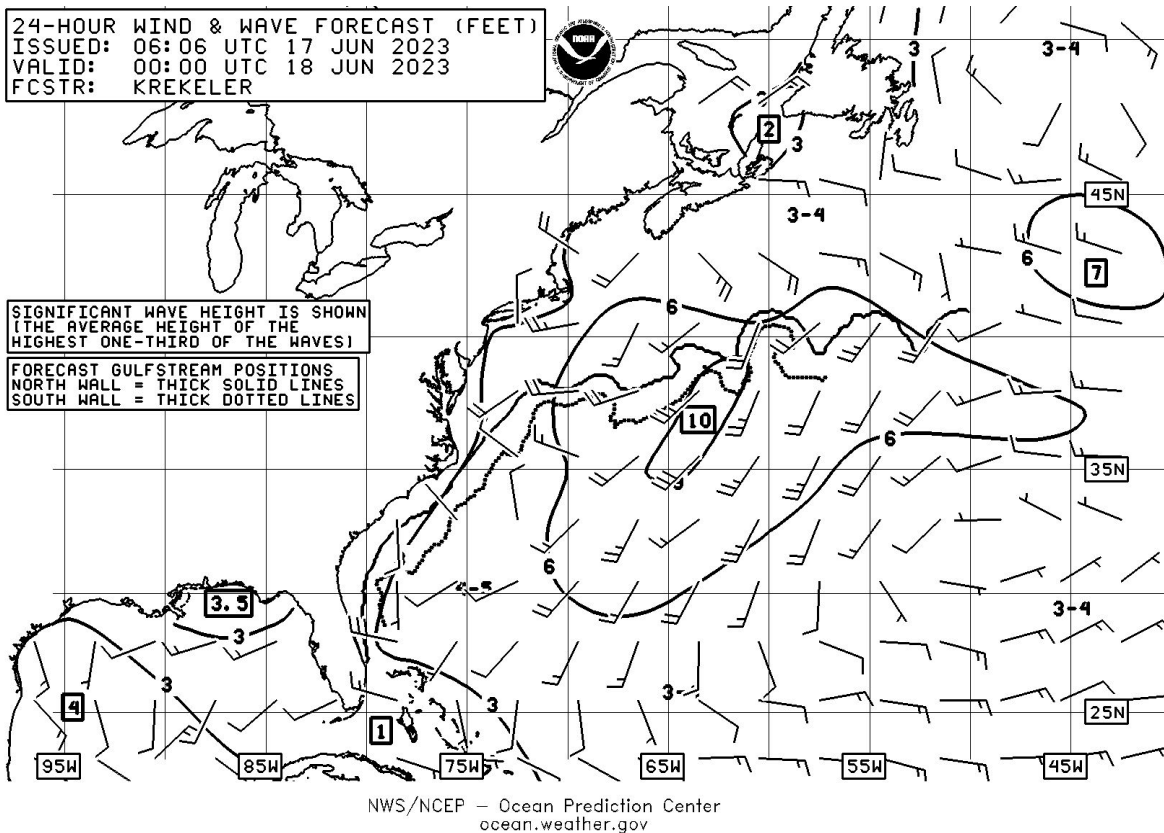 24-HOUR WIND & WAVE FORECAST (FEET)
ISSUED: 06:06 UTC 17 JUN 2023
VALID: 00:00 UTC 18 JUN 2023
FCSTR: KREKELER
NOAA
3
3-4
2
3
3-4
45N
6
7
SIGNIFICANT WAVE HEIGHT IS SHOWN
(THE AVERAGE HEIGHT OF THE
HIGHEST ONE-THIRD OF THE WAVES)
6
FORECAST GULFSTREAM POSITIONS
NORTH WALL = THICK SOLID LINES
SOUTH WALL = THICK DOTTED LINES
10
6
35N
6
3.5
3-4
3
3
3
3-
4
25N
1
95W
85W
75W
65W
55W
45W
NWS/NCEP – Ocean Prediction Center
ocean.weather.gov